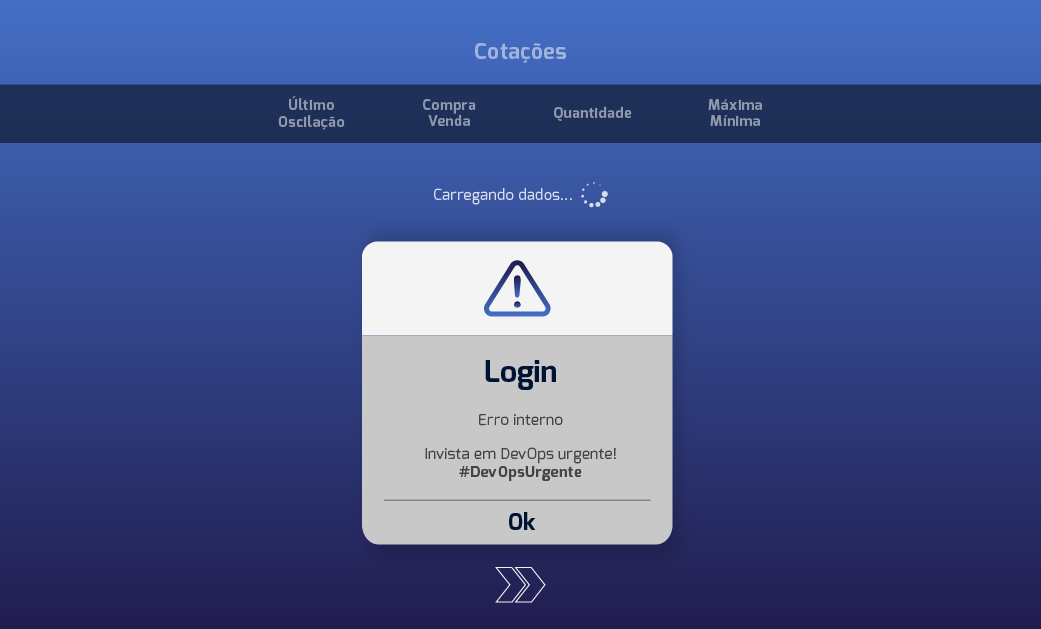 Cotações
Último
Oscilação
Compra
Venda
Quantidade
Máxima
Mínima
Carregando dados...
Login
Erro interno
Invista em DevOps urgente!
#DevOpsUrgente
Ok